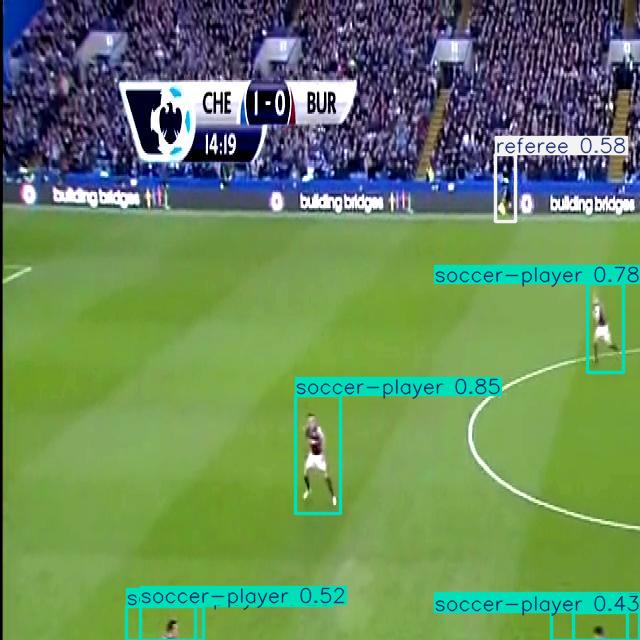 CHE 1-0 BUR
14:19
referee 0.58
building bridges
building bridges
building bridges
soccer-player 0.78
soccer-player 0.85
soccer-player 0.52
soccer-player 0.43